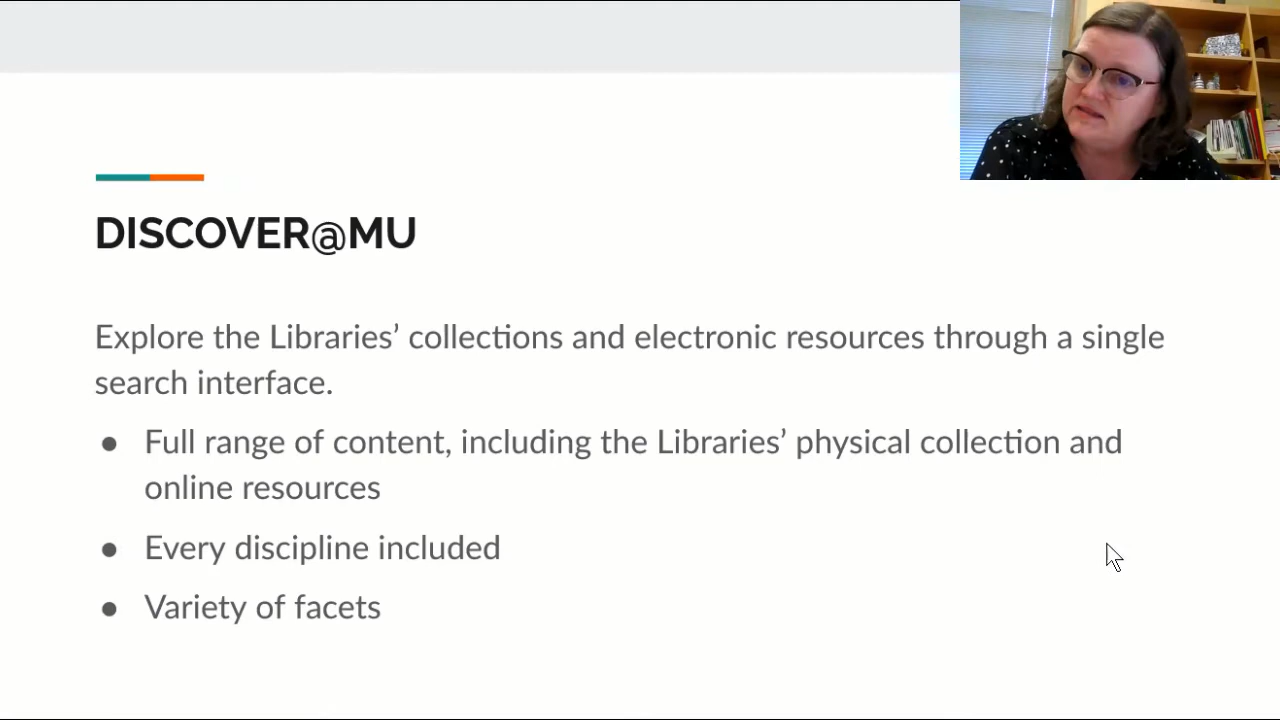 DISCOVER@MU
Explore the Libraries’ collections and electronic resources through a single
search interface.
● Full range of content, including the Libraries’ physical collection and
online resources
● Every discipline included
● Variety of facets